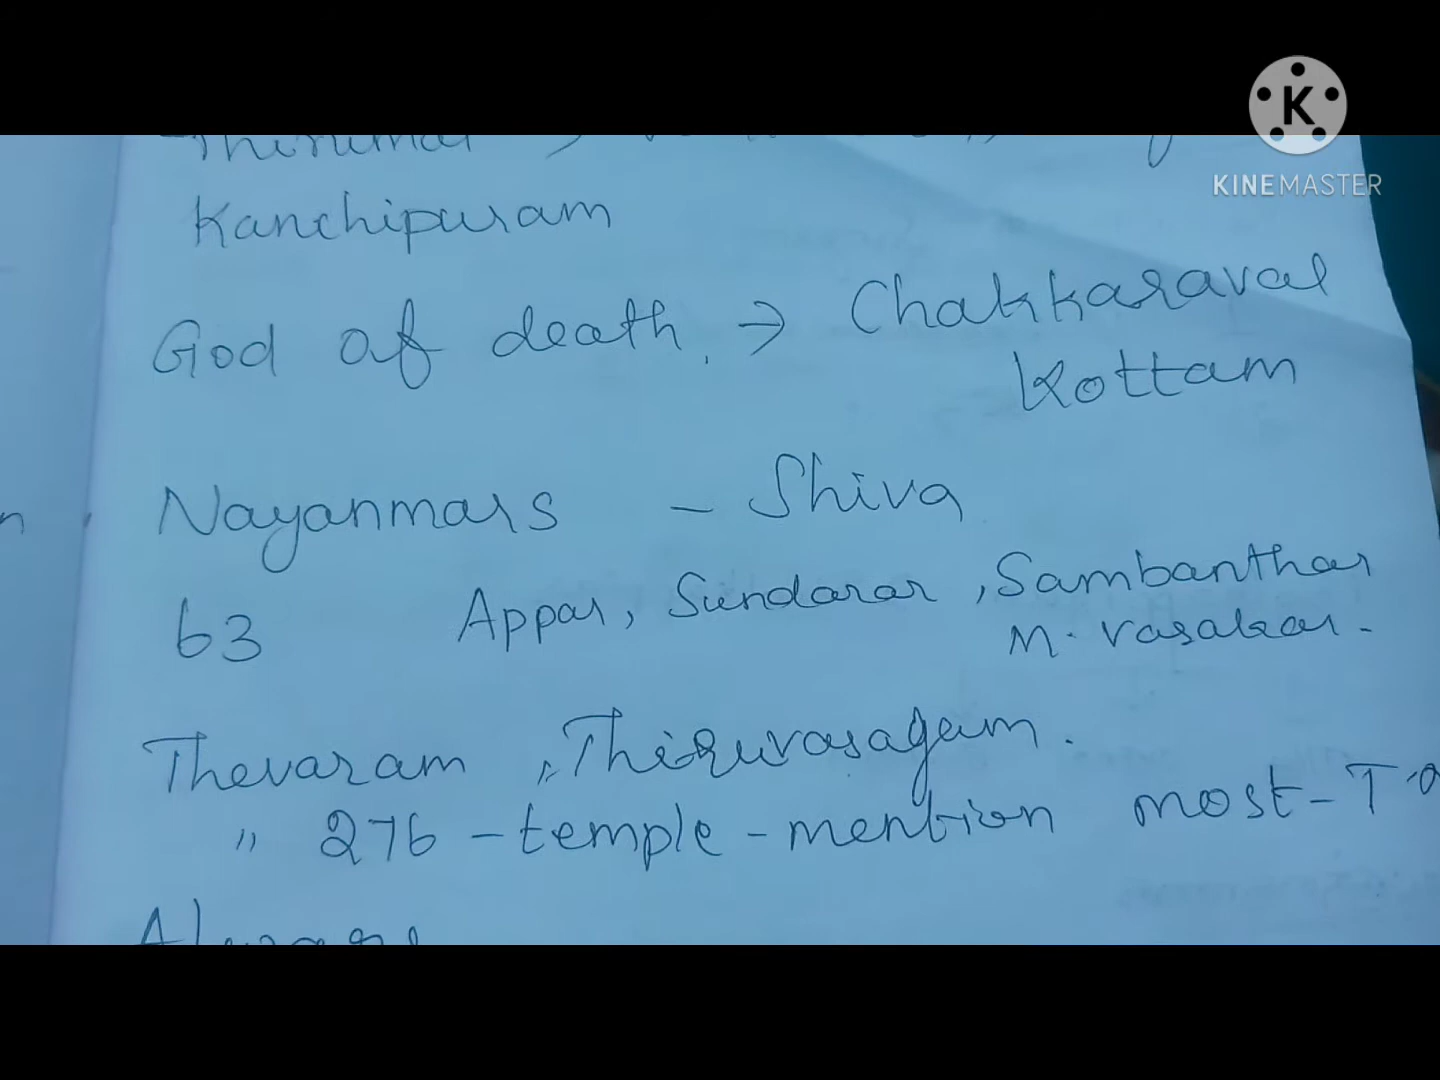 KINEMASTER
Thirumal →
Kanchipuram
God of death. → Chakkaraval
Kottam
Nayanmars - Shiva
63 Appar, Sundarar, Sambanthar
M. Vasakar.
Thevaram, Thiruvasagam.
" 276 - temple - mention most - T